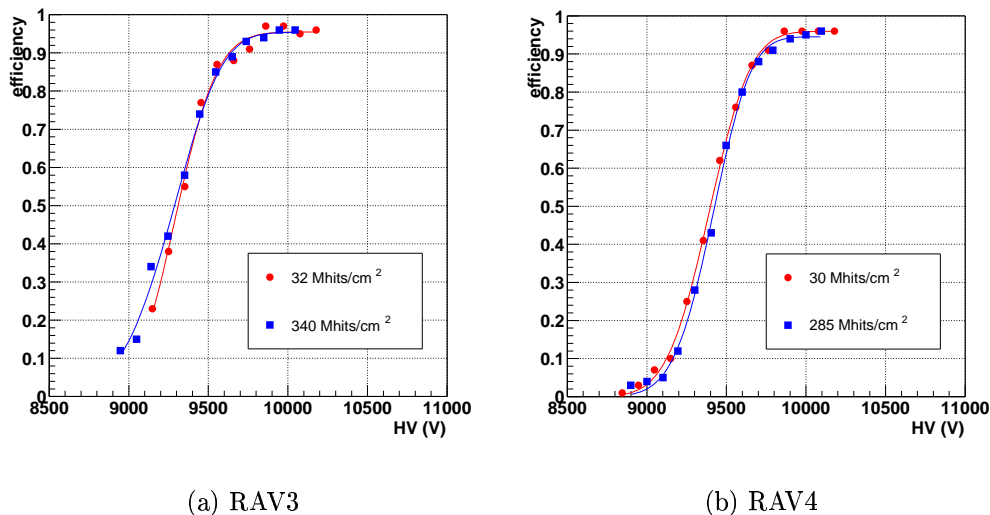 efficiency
1
0.9
0.8
0.7
0.6
0.5
0.4
0.3
0.2
0.1
0
8500 9000 9500 10000 10500 11000
HV (V)
32 Mhits/cm 2
340 Mhits/cm 2
(a) RAV3
efficiency
1
0.9
0.8
0.7
0.6
0.5
0.4
0.3
0.2
0.1
0
8500 9000 9500 10000 10500 11000
HV (V)
30 Mhits/cm 2
285 Mhits/cm 2
(b) RAV4